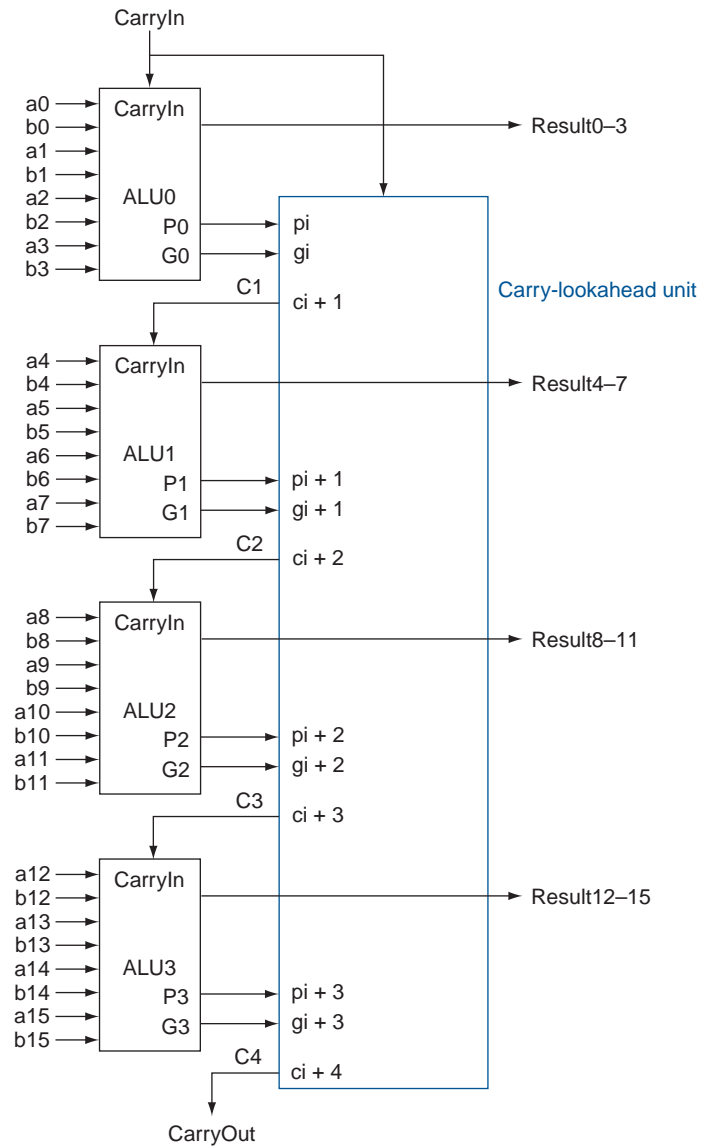 CarryIn
a0
b0
a1
b1
a2
b2
a3
b3
CarryIn
ALU0
P0
G0
Result0–3
pi
gi
Carry-lookahead unit
C1
ci + 1
a4
b4
a5
b5
a6
b6
a7
b7
CarryIn
ALU1
P1
G1
Result4–7
pi + 1
gi + 1
C2
ci + 2
a8
b8
a9
b9
a10
b10
a11
b11
CarryIn
ALU2
P2
G2
Result8–11
pi + 2
gi + 2
C3
ci + 3
a12
b12
a13
b13
a14
b14
a15
b15
CarryIn
ALU3
P3
G3
Result12–15
pi + 3
gi + 3
C4
ci + 4
CarryOut